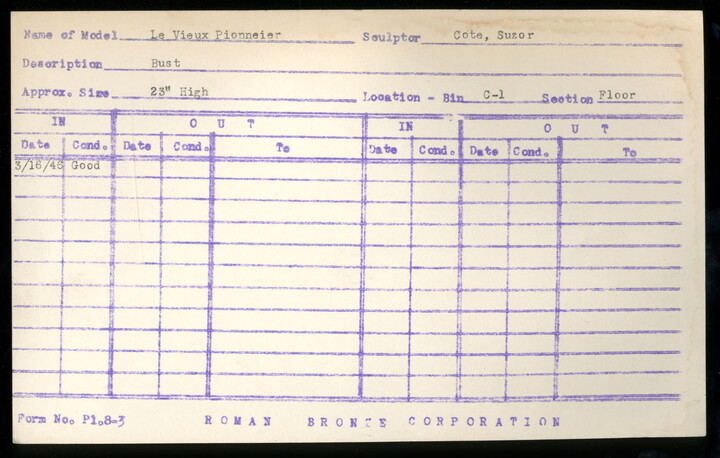 Name of Model Le Vieux Pionneier Sculptor Cote, Suzor
Description Bust
Approx. Size 23" High Location - Bin C-1 Section Floor
IN OUT IN OUT
Date Cond. Date Cond. To Date Cond. Date Cond. To
3/16/46 Good
Form No. P1.8-3 ROMAN BRONZE CORPORATION